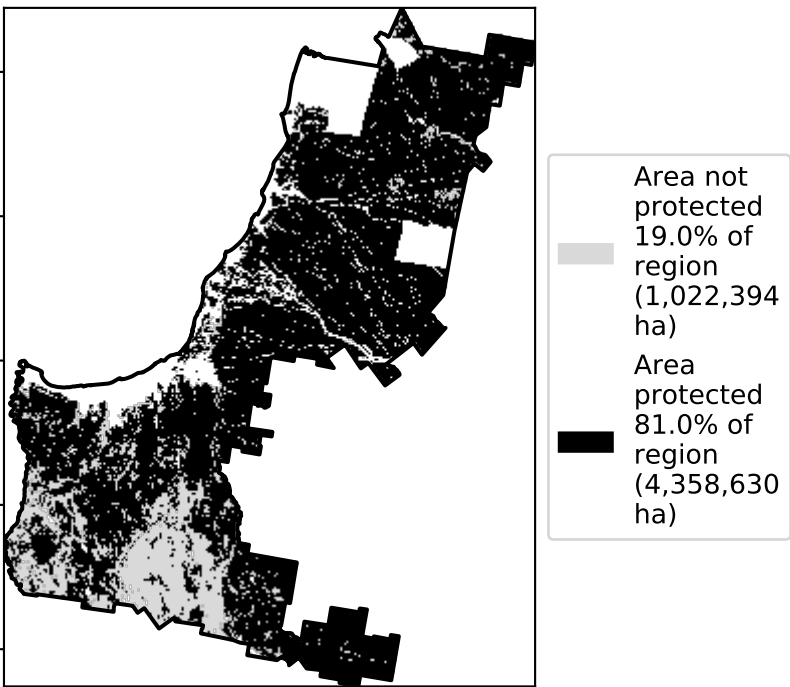 Area not
protected
19.0% of
region
(1,022,394
ha)
Area
protected
81.0% of
region
(4,358,630
ha)